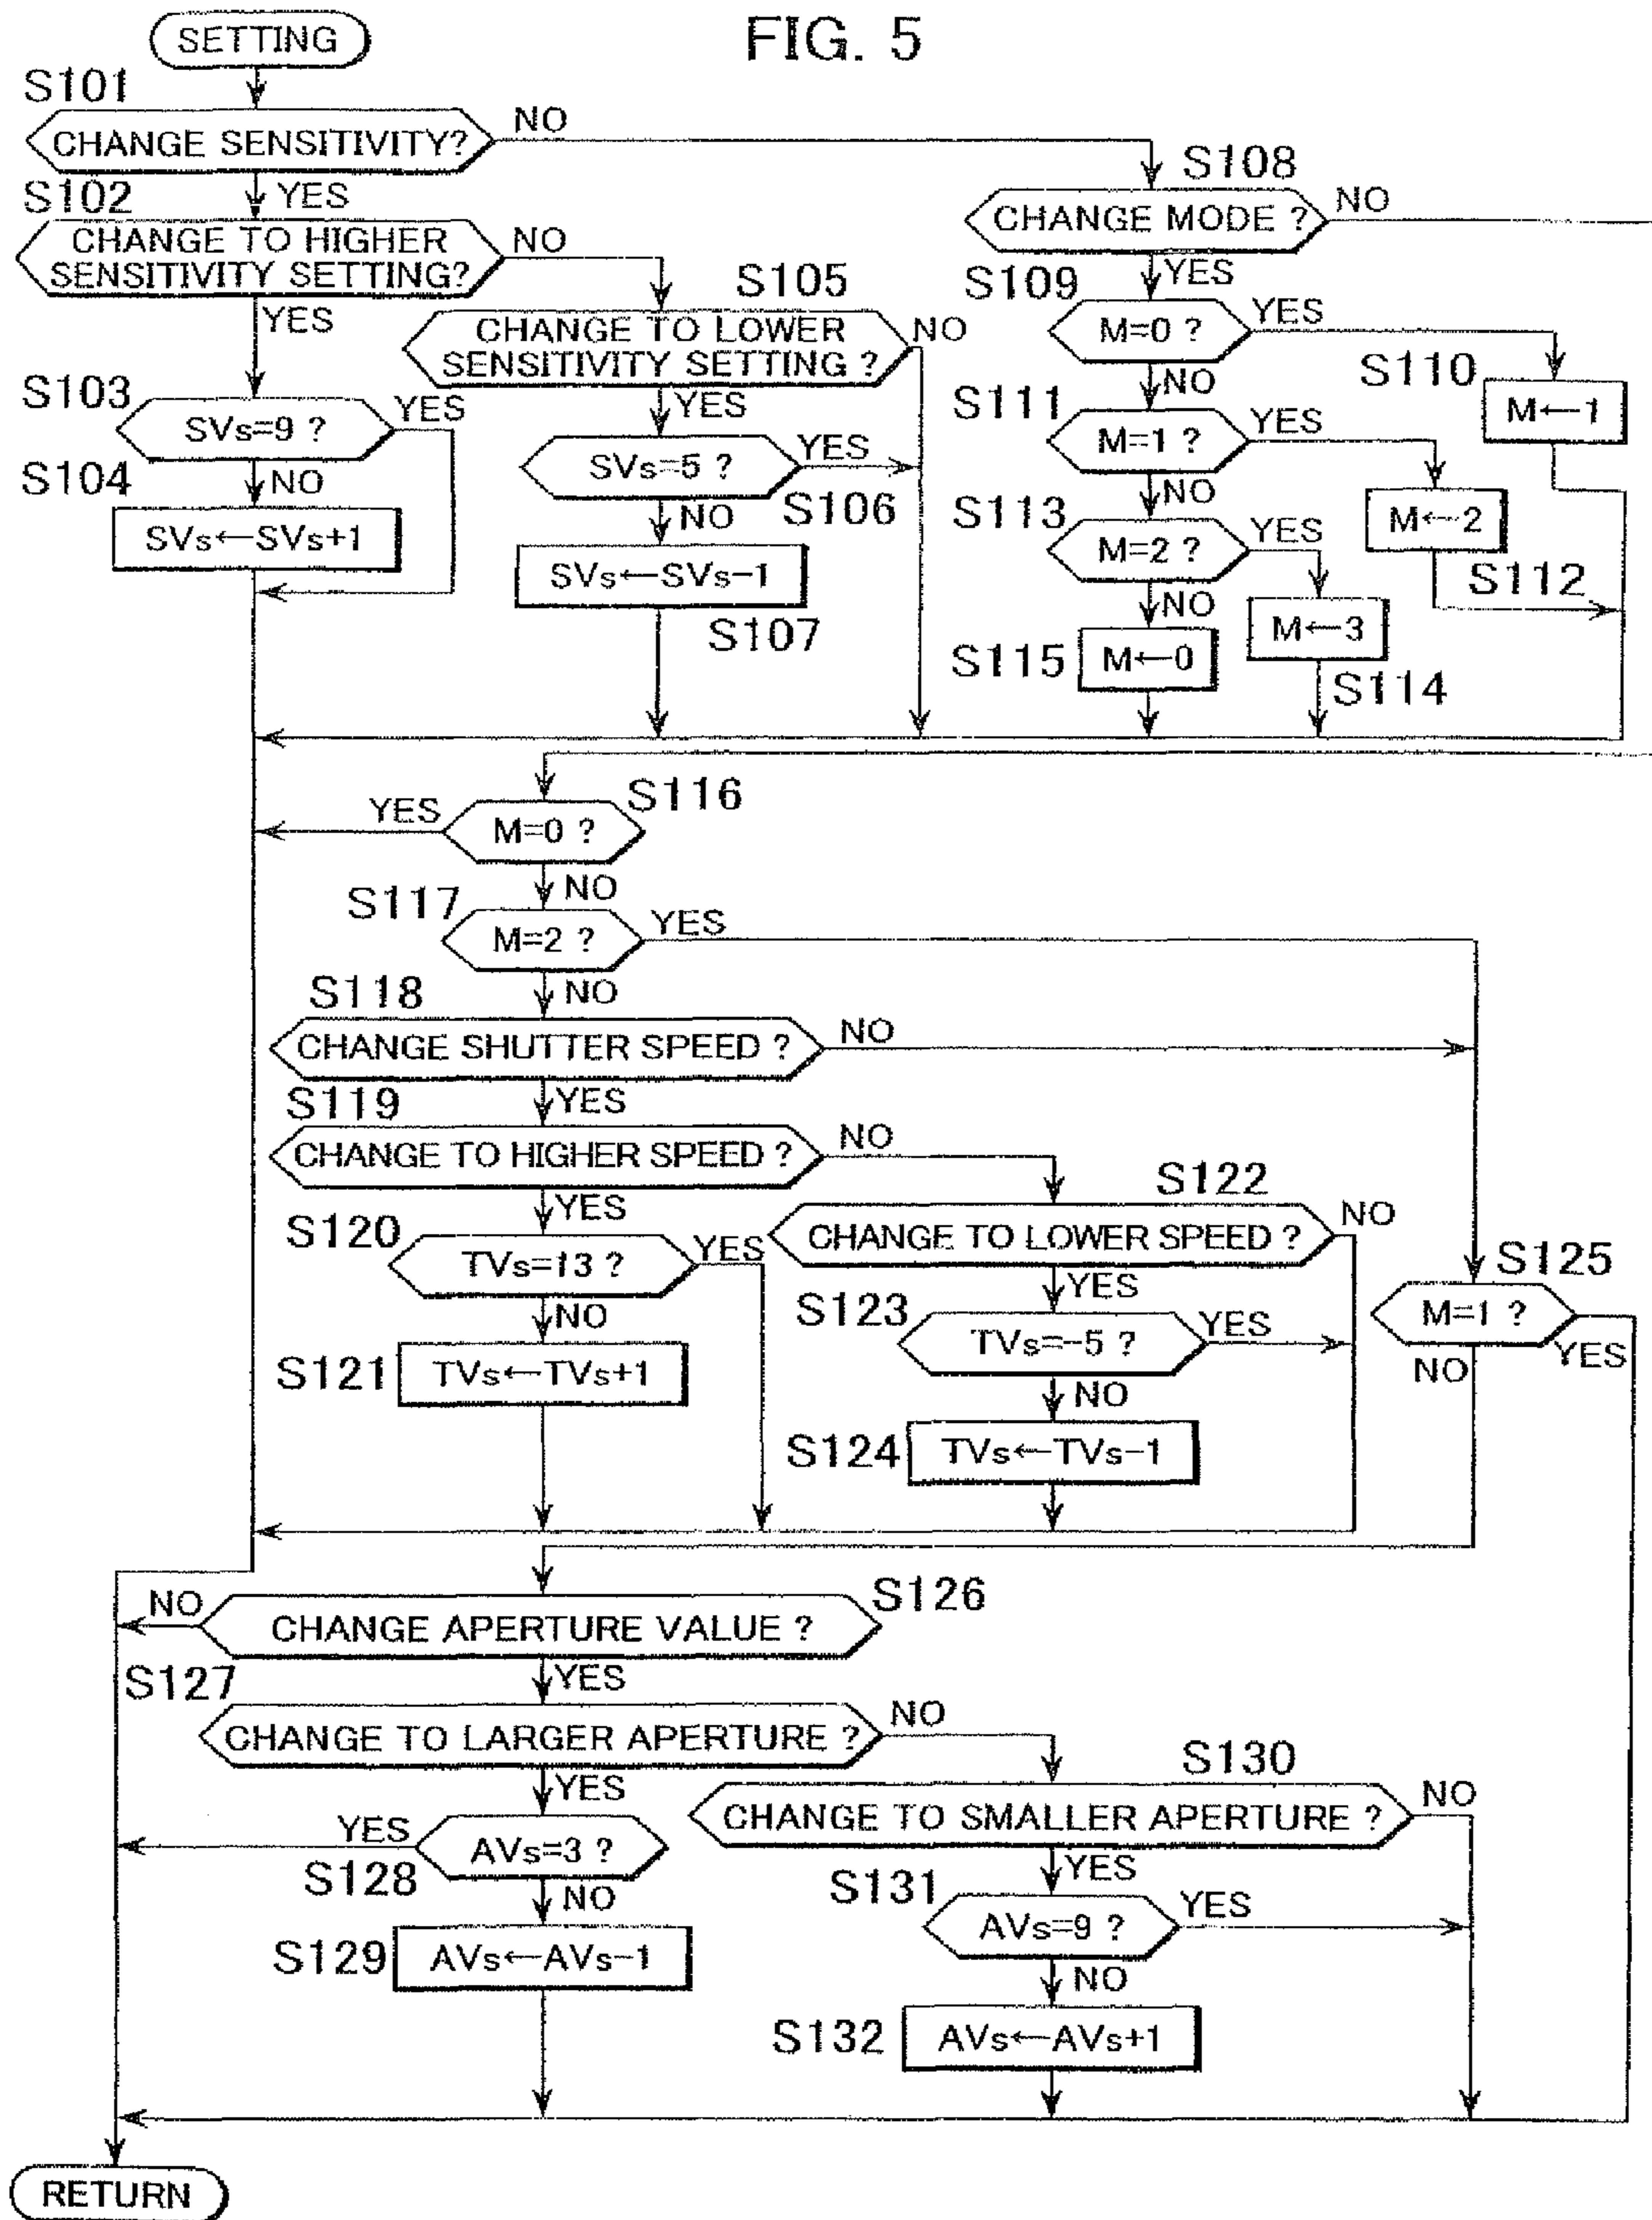 FIG. 5
SETTING
S101
CHANGE SENSITIVITY?
NO
YES
S102
CHANGE TO HIGHER
SENSITIVITY SETTING?
NO
YES
S103
SVs=9 ?
YES
NO
S104
SVs←SVs+1
S105
CHANGE TO LOWER
SENSITIVITY SETTING ?
NO
YES
SVs=5 ?
YES
S106
NO
SVs←SVs-1
S107
S108
CHANGE MODE ?
NO
YES
S109
M=0 ?
YES
S110
M←1
NO
S111
M=1 ?
YES
M←2
S112
NO
S113
M=2 ?
YES
M←3
S114
NO
S115
M←0
S116
M=0 ?
YES
NO
S117
M=2 ?
YES
NO
S118
CHANGE SHUTTER SPEED ?
NO
YES
S119
CHANGE TO HIGHER SPEED ?
NO
YES
S120
TVs=13 ?
YES
NO
S121
TVs←TVs+1
S122
CHANGE TO LOWER SPEED ?
NO
YES
S123
TVs=-5 ?
YES
NO
S124
TVs←TVs-1
S125
M=1 ?
YES
NO
S126
CHANGE APERTURE VALUE ?
NO
YES
S127
CHANGE TO LARGER APERTURE ?
NO
YES
AVs=3 ?
YES
S128
NO
S129
AVs←AVs-1
S130
CHANGE TO SMALLER APERTURE ?
NO
YES
S131
AVs=9 ?
YES
NO
S132
AVs←AVs+1
RETURN